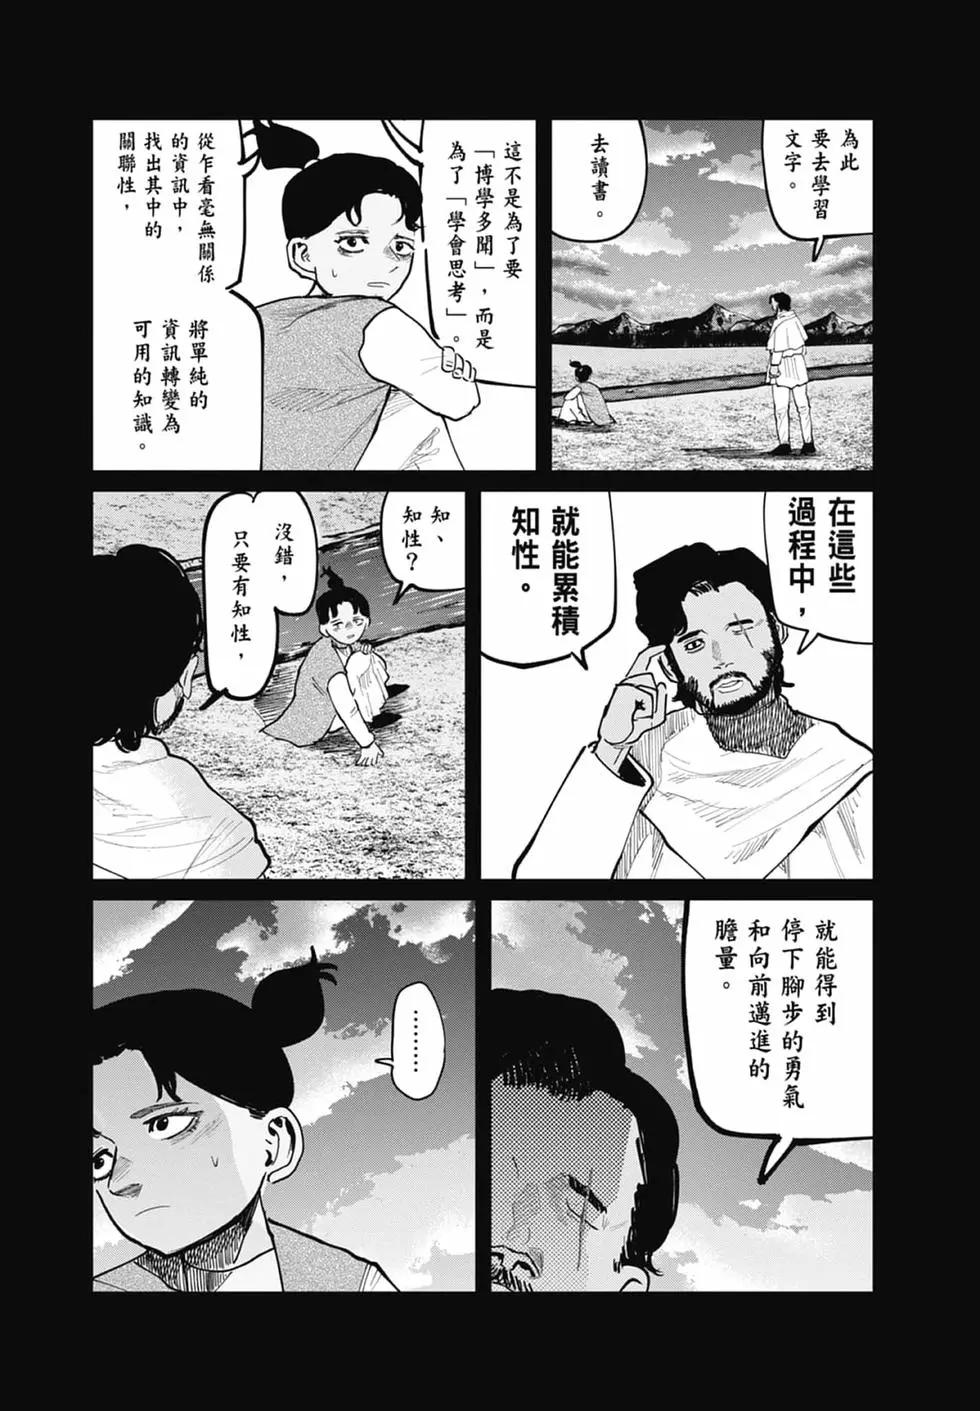 為此
要去學習
文字。
去讀書。
這不是為了要
「博學多聞」，而是
為了「學會思考」。
從乍看毫無關係
的資訊中，
找出其中的
關聯性，
將單純的
資訊轉變為
可用的知識。
在這些
過程中，
就能累積
知性。
知、
知性？
沒錯，
只要有知性，
就能得到
停下腳步的勇氣
和向前邁進的
膽量。
………